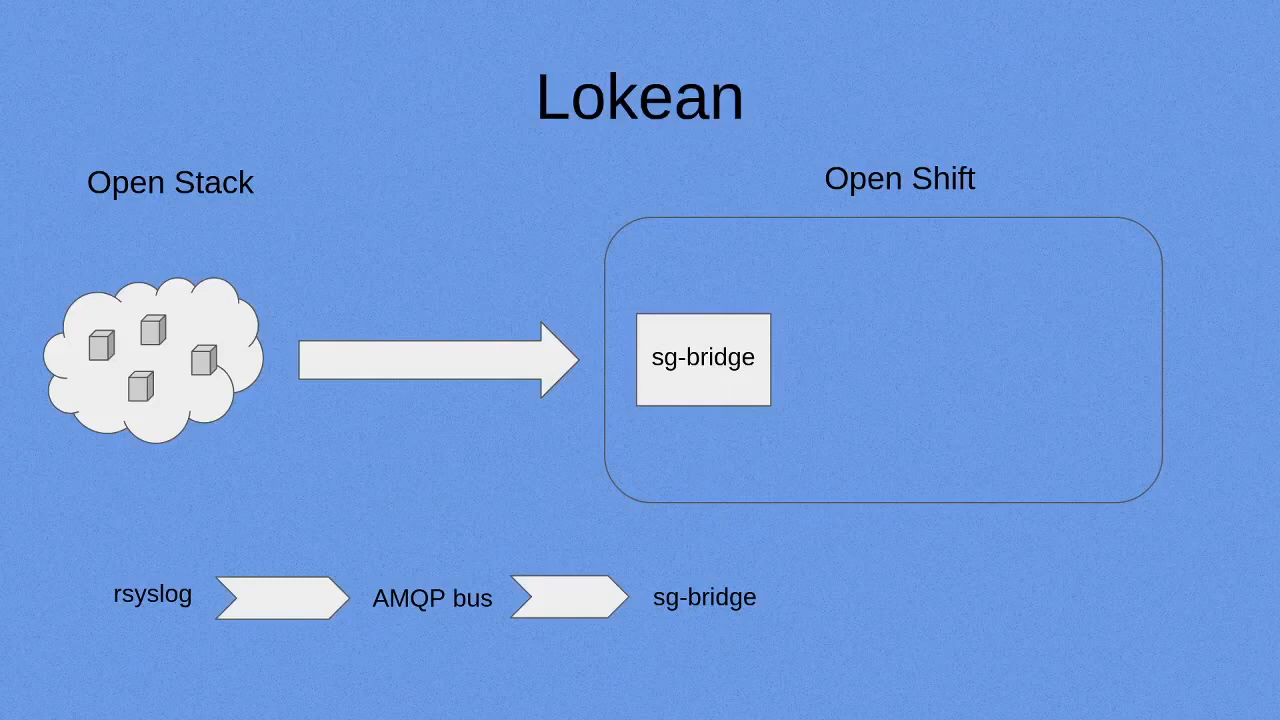 Lokean
Open Stack
Open Shift
sg-bridge
rsyslog
AMQP bus
sg-bridge